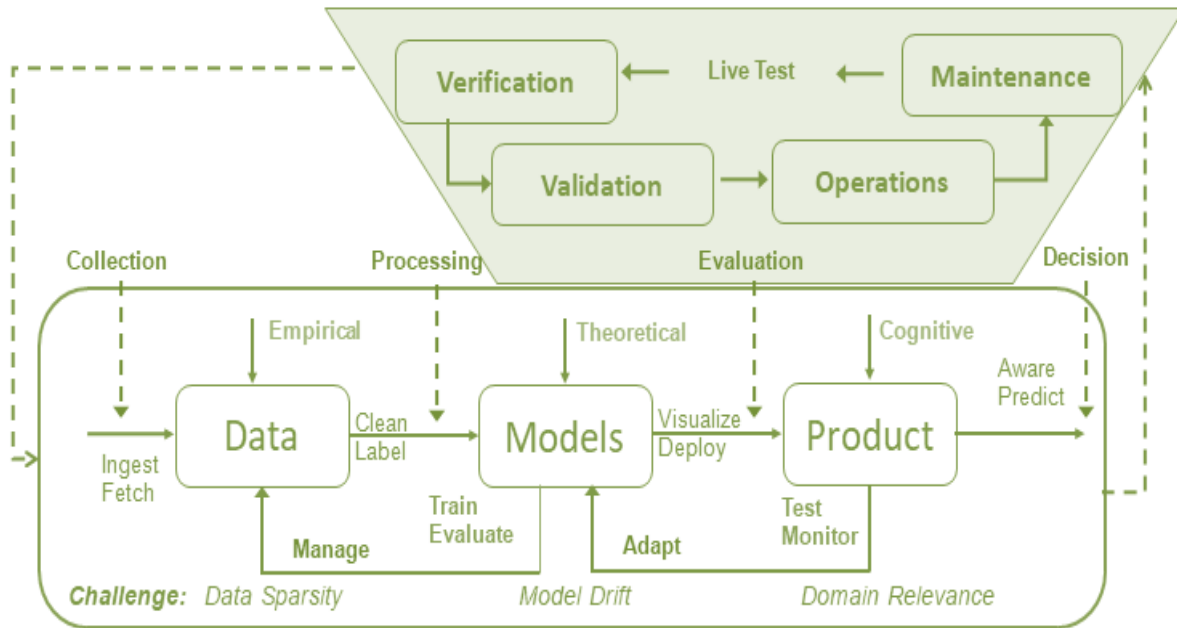 Verification
Live Test
Maintenance
Validation
Operations
Collection
Processing
Evaluation
Decision
Empirical
Theoretical
Cognitive
Aware
Predict
Data
Clean
Label
Models
Visualize
Deploy
Product
Ingest
Fetch
Train
Evaluate
Test
Monitor
Manage
Adapt
Challenge: Data Sparsity Model Drift Domain Relevance